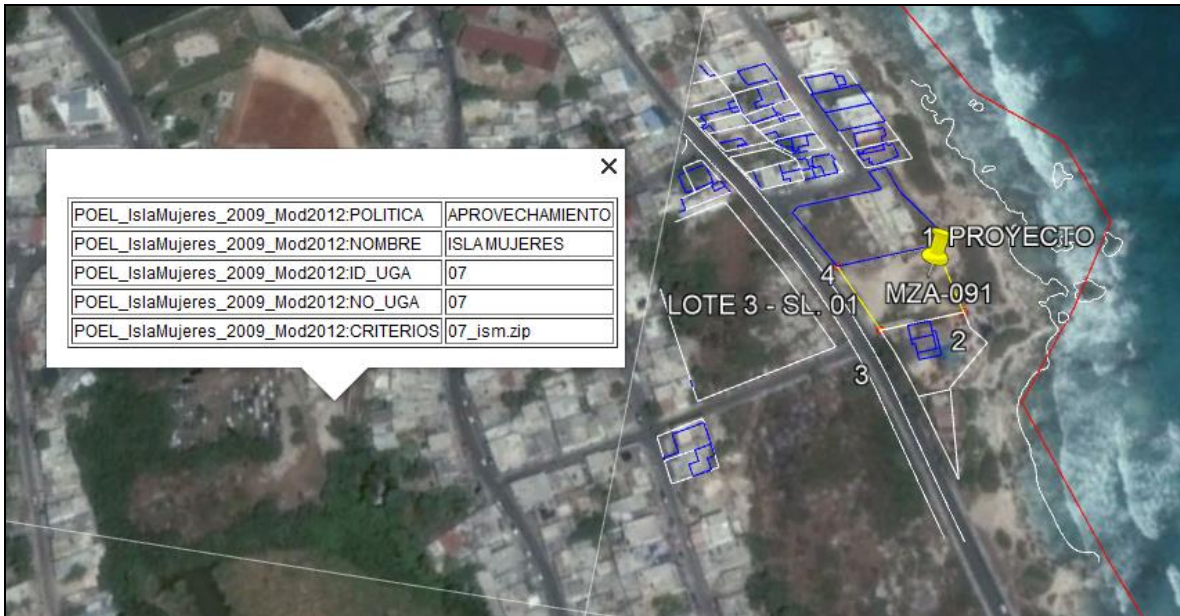 ×
POEL_IslaMujeres_2009_Mod2012:POLITICA APROVECHAMIENTO
POEL_IslaMujeres_2009_Mod2012:NOMBRE ISLA MUJERES
POEL_IslaMujeres_2009_Mod2012:ID_UGA 07
POEL_IslaMujeres_2009_Mod2012:NO_UGA 07
POEL_IslaMujeres_2009_Mod2012:CRITERIOS 07_ism.zip
1 PROYECTO
4
MZA-091
LOTE 3 - SL. 01
2
3